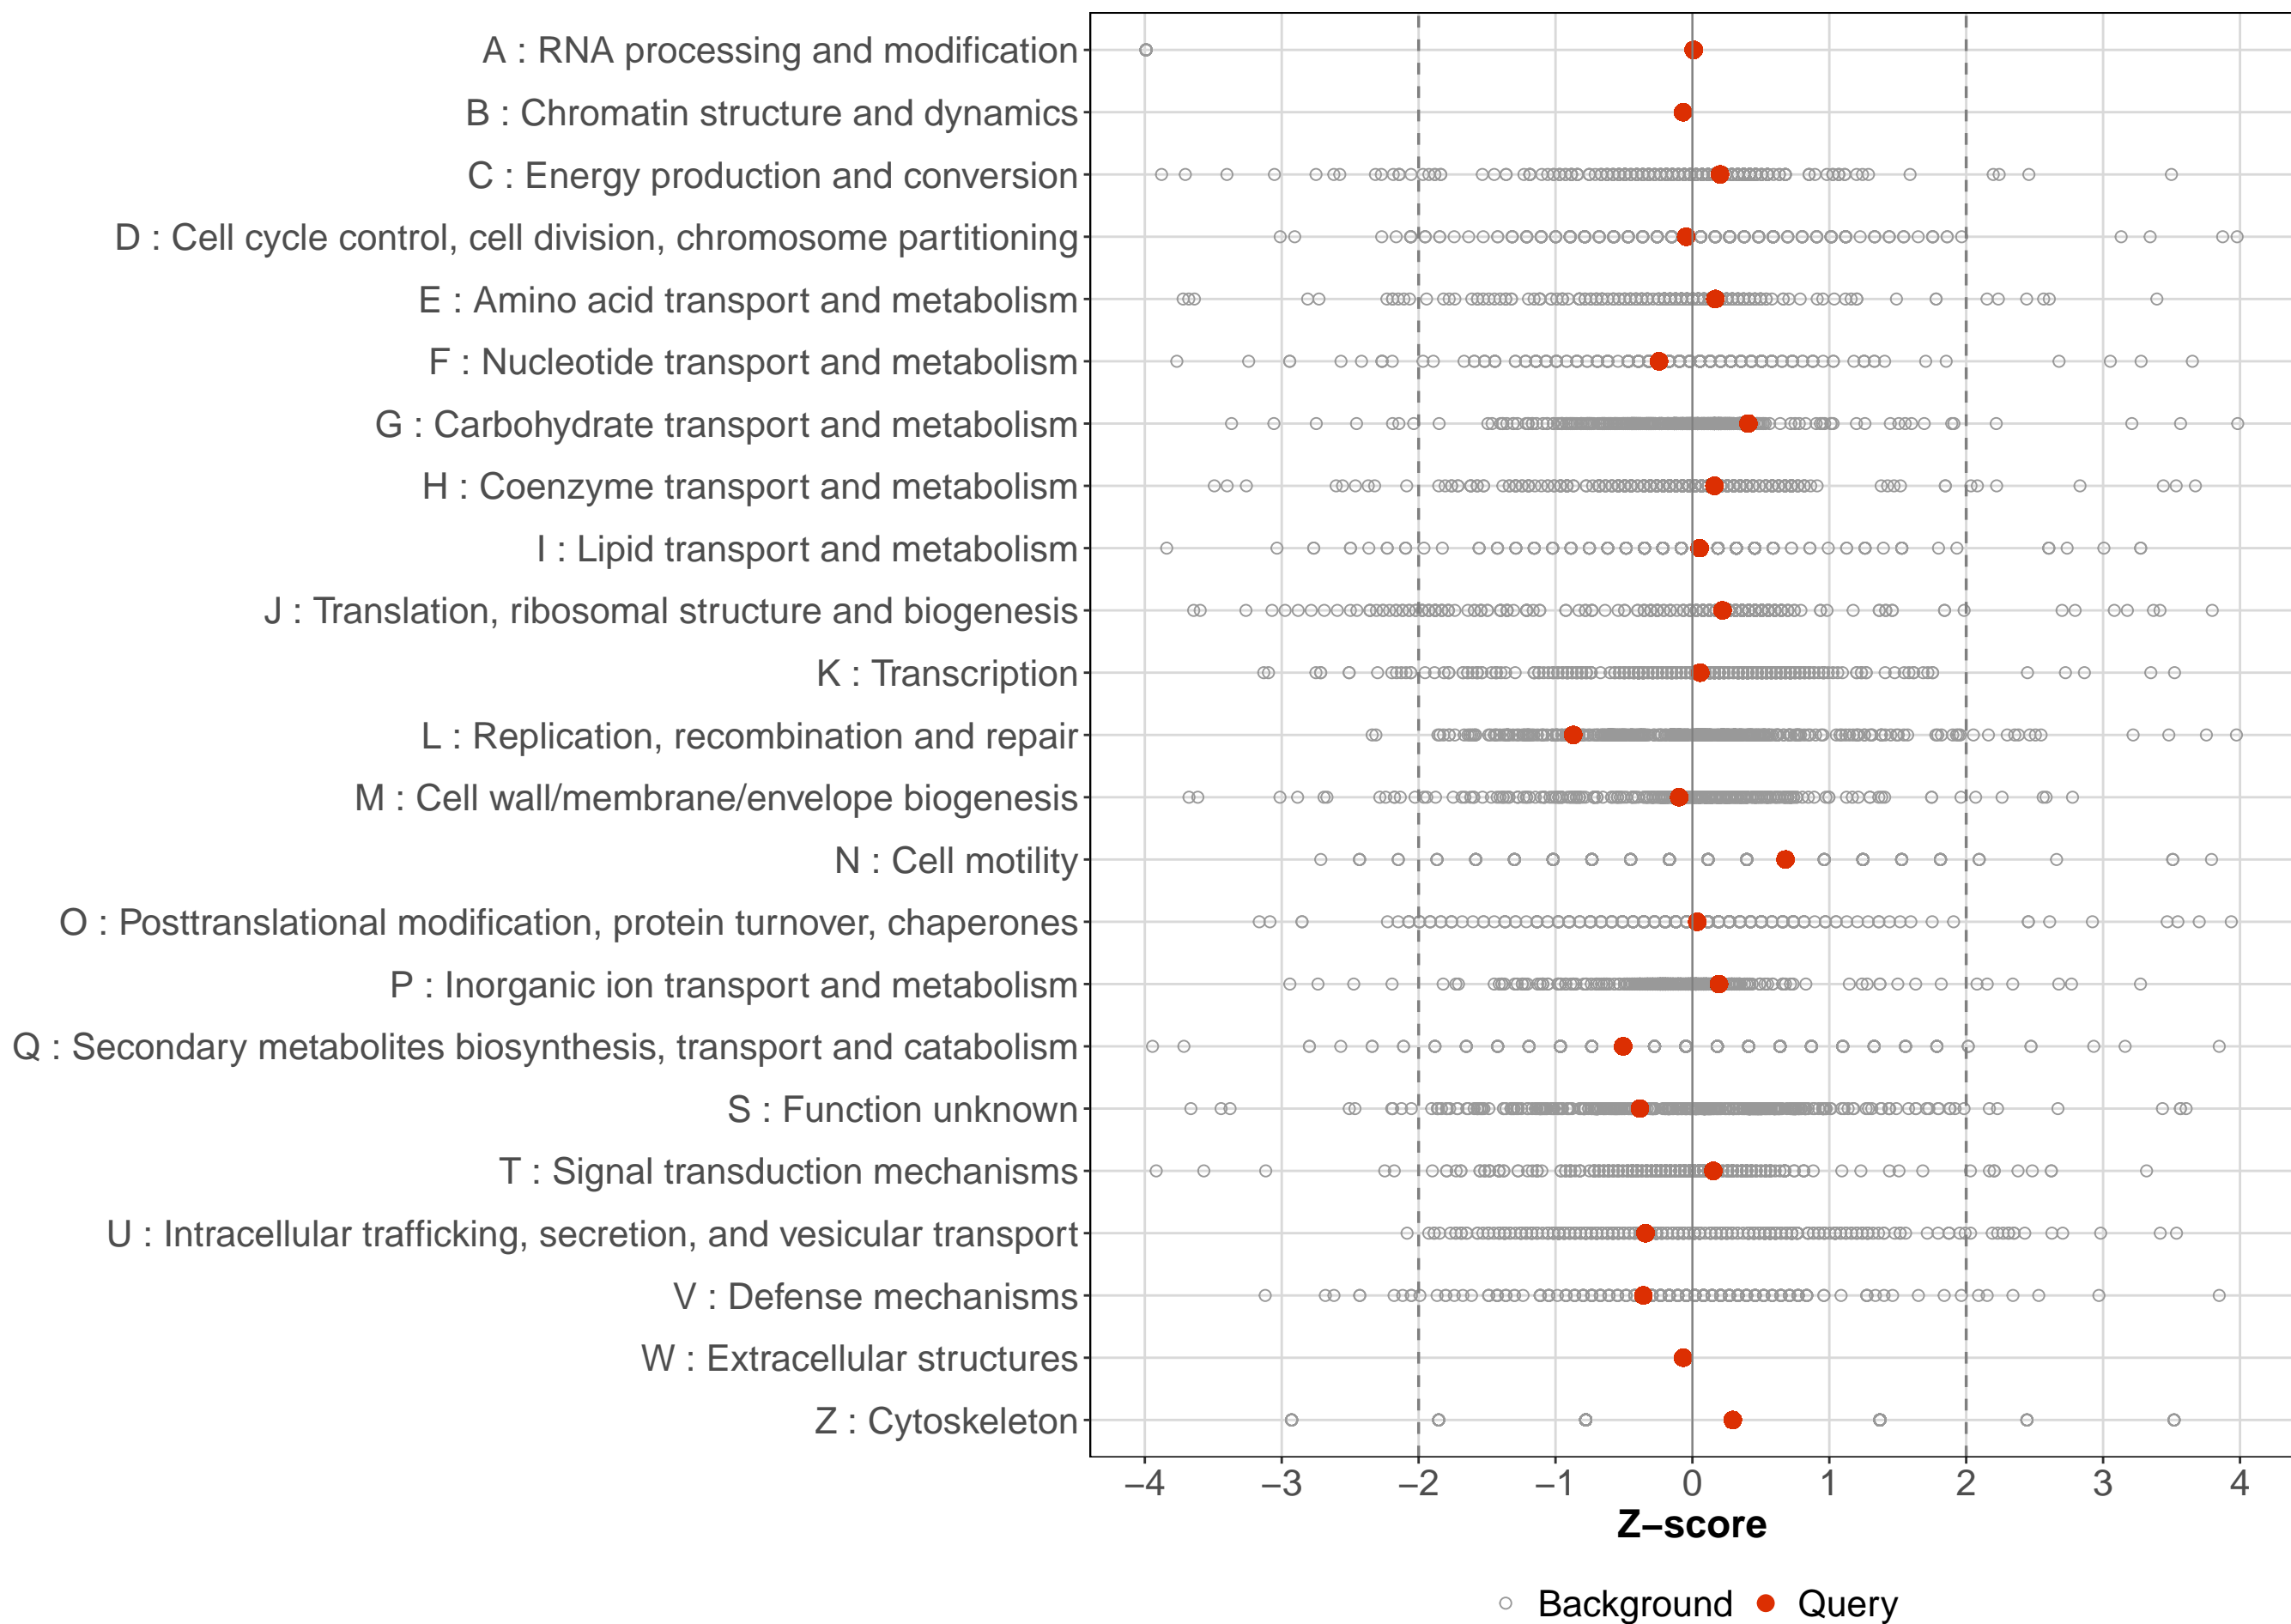 A : RNA processing and modification
B : Chromatin structure and dynamics
C : Energy production and conversion
D : Cell cycle control, cell division, chromosome partitioning
E : Amino acid transport and metabolism
F : Nucleotide transport and metabolism
G : Carbohydrate transport and metabolism
H : Coenzyme transport and metabolism
I : Lipid transport and metabolism
J : Translation, ribosomal structure and biogenesis
K : Transcription
L : Replication, recombination and repair
M : Cell wall/membrane/envelope biogenesis
N : Cell motility
O : Posttranslational modification, protein turnover, chaperones
P : Inorganic ion transport and metabolism
Q : Secondary metabolites biosynthesis, transport and catabolism
S : Function unknown
T : Signal transduction mechanisms
U : Intracellular trafficking, secretion, and vesicular transport
V : Defense mechanisms
W : Extracellular structures
Z : Cytoskeleton
−4 −3 −2 −1 0 1 2 3 4
Z−score
Background Query